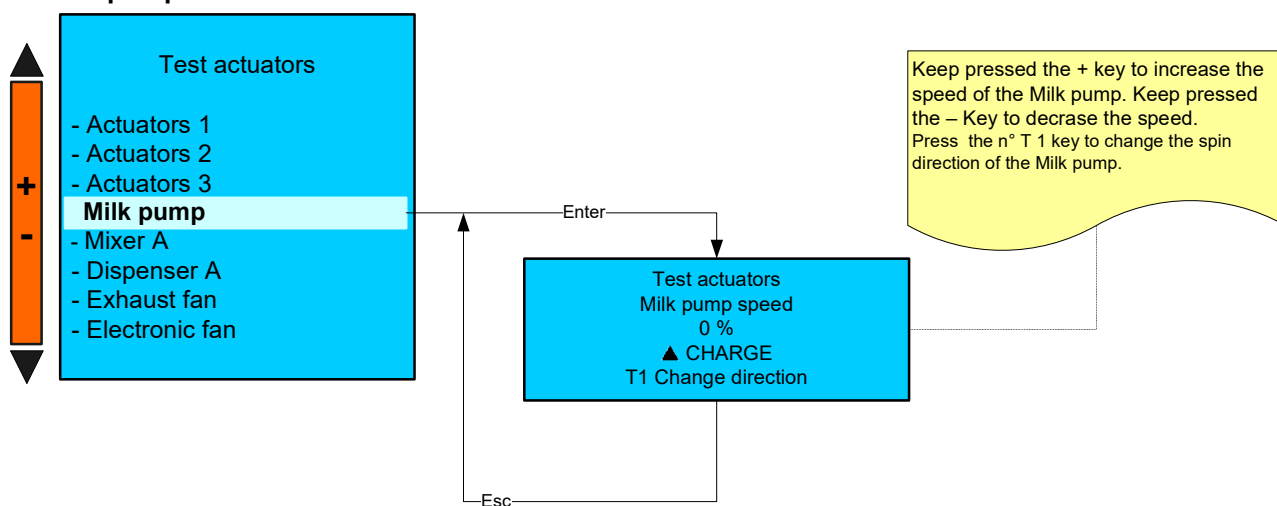 Test actuators
- Actuators 1
- Actuators 2
- Actuators 3
Milk pump
- Mixer A
- Dispenser A
- Exhaust fan
- Electronic fan
+
-
Enter
Test actuators
Milk pump speed
0 %
▲ CHARGE
T1 Change direction
Esc
Keep pressed the + key to increase the
speed of the Milk pump. Keep pressed
the – Key to decrase the speed.
Press  the n° T 1 key to change the spin
direction of the Milk pump.